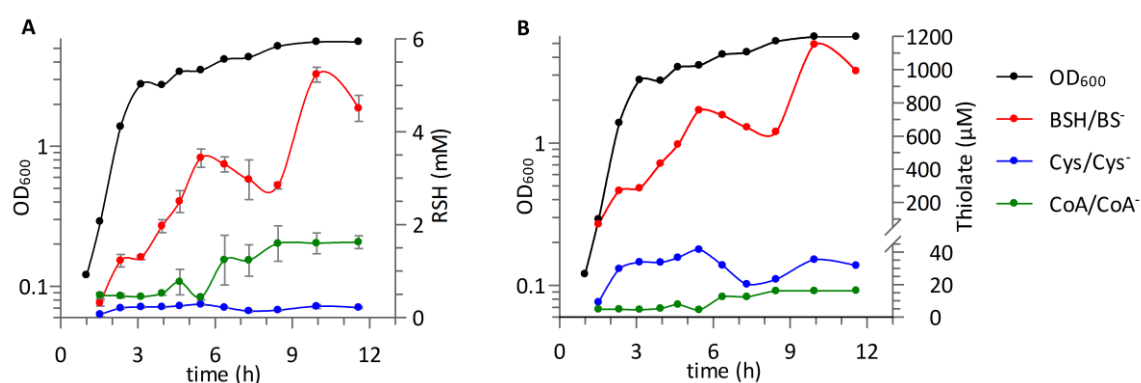 A
OD₆₀₀
1
0.1
6
4
2
0
RSH (mM)
0 3 6 9 12
time (h)
B
OD₆₀₀
1
0.1
1200
1000
800
600
400
200
40
20
0
Thiolate (µM)
0 3 6 9 12
time (h)
OD₆₀₀
BSH/BS⁻
Cys/Cys⁻
CoA/CoA⁻